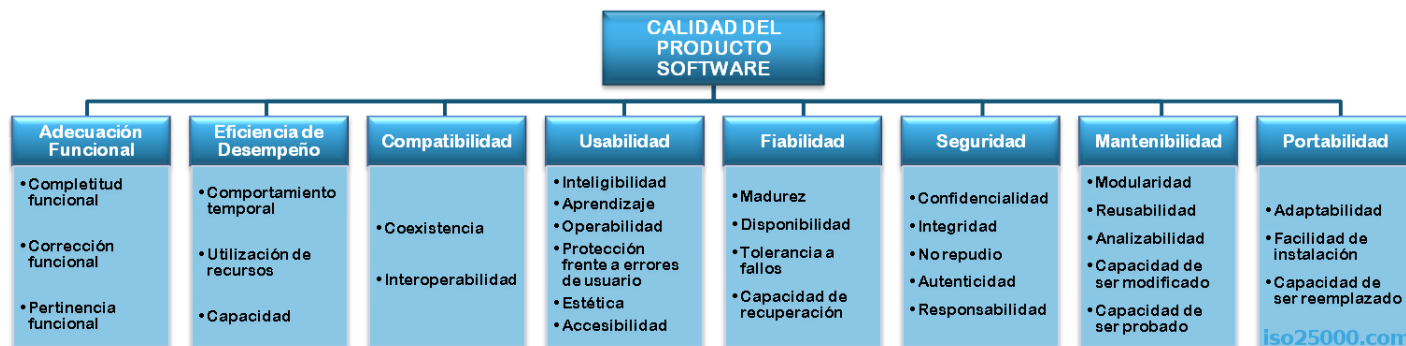 CALIDAD DEL
PRODUCTO
SOFTWARE
Adecuación
Funcional
• Completitud
funcional
• Corrección
funcional
• Pertinencia
funcional
Eficiencia de
Desempeño
• Comportamiento
temporal
• Utilización de
recursos
• Capacidad
Compatibilidad
• Coexistencia
• Interoperabilidad
Usabilidad
• Inteligibilidad
• Aprendizaje
• Operabilidad
• Protección
frente a errores
de usuario
• Estética
• Accesibilidad
Fiabilidad
• Madurez
• Disponibilidad
• Tolerancia a
fallos
• Capacidad de
recuperación
Seguridad
• Confidencialidad
• Integridad
• No repudio
• Autenticidad
• Responsabilidad
Mantenibilidad
• Modularidad
• Reusabilidad
• Analizabilidad
• Capacidad de
ser modificado
• Capacidad de
ser probado
Portabilidad
• Adaptabilidad
• Facilidad de
instalación
• Capacidad de
ser reemplazado
iso25000.com